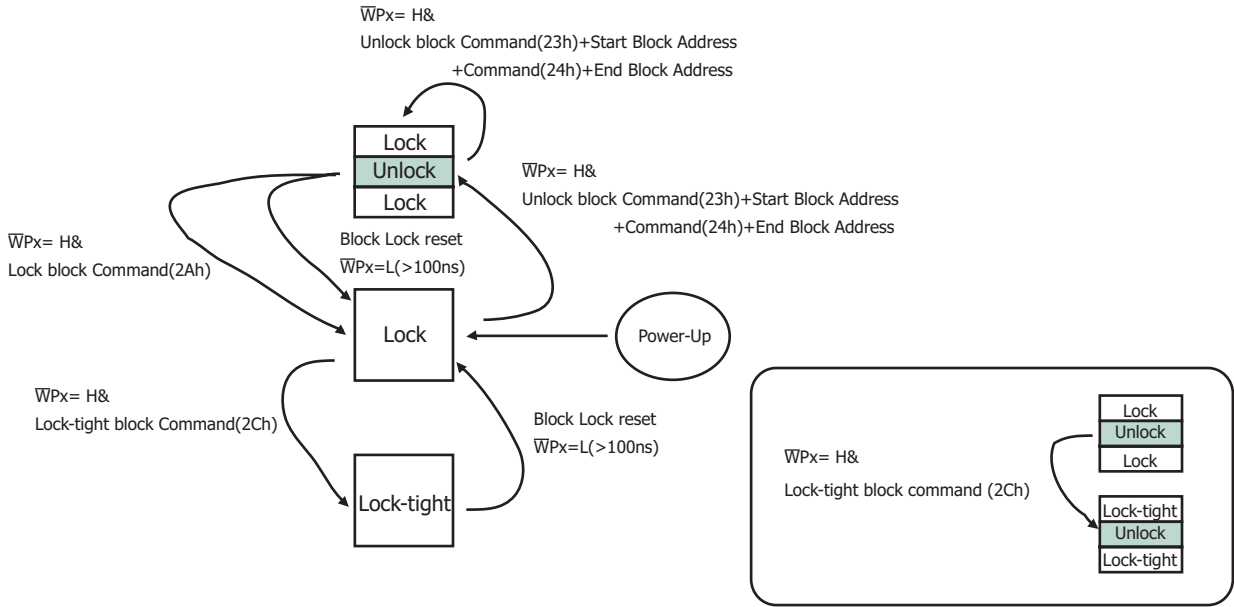 W̅Px= H&
Unlock block Command(23h)+Start Block Address
+Command(24h)+End Block Address
Lock
Unlock
Lock
W̅Px= H&
Unlock block Command(23h)+Start Block Address
+Command(24h)+End Block Address
W̅Px= H&
Lock block Command(2Ah)
Block Lock reset
W̅Px=L(>100ns)
Lock
Power-Up
W̅Px= H&
Lock-tight block Command(2Ch)
Block Lock reset
W̅Px=L(>100ns)
Lock-tight
W̅Px= H&
Lock-tight block command (2Ch)
Lock
Unlock
Lock
Lock-tight
Unlock
Lock-tight